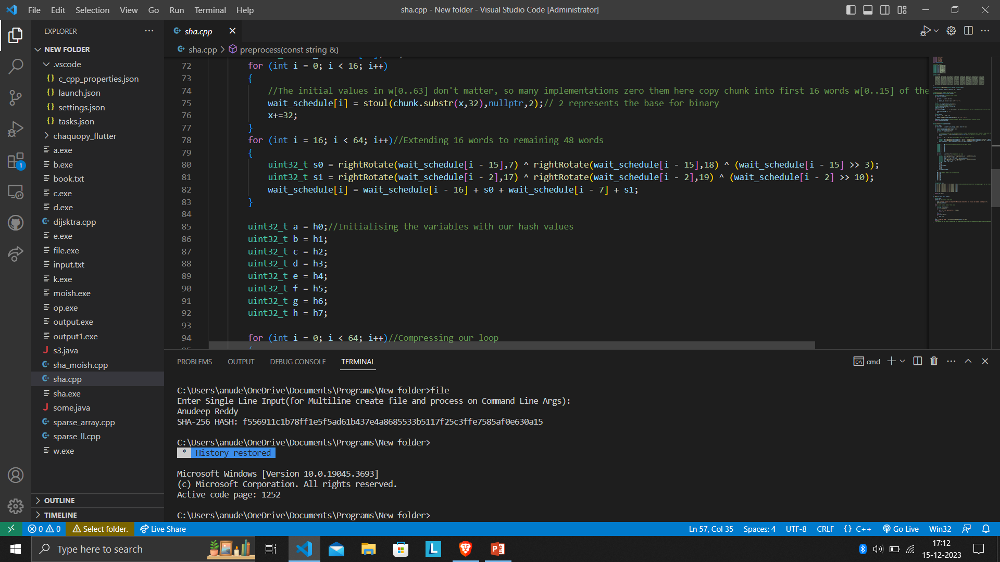 File Edit Selection View Go Run Terminal Help
sha.cpp - New folder - Visual Studio Code [Administrator]
EXPLORER
NEW FOLDER
.vscode
c_cpp_properties.json
launch.json
settings.json
tasks.json
chaquopy_flutter
a.exe
b.exe
book.txt
c.exe
d.exe
dijsktra.cpp
e.exe
file.exe
input.txt
k.exe
moish.exe
op.exe
output.exe
output1.exe
s3.java
sha_moish.cpp
sha.cpp
sha.exe
some.java
sparse_array.cpp
sparse_ll.cpp
w.exe
OUTLINE
TIMELINE
1
sha.cpp
sha.cpp > preprocess(const string &)
72 for (int i = 0; i < 16; i++)
73 {
74 //The initial values in w[0..63] don't matter, so many implementations zero them here copy chunk into first 16 words w[0..15] of the
75 wait_schedule[i] = stoul(chunk.substr(x,32),nullptr,2);// 2 represents the base for binary
76 x+=32;
77 }
78 for (int i = 16; i < 64; i++)//Extending 16 words to remaining 48 words
79 {
80 uint32_t s0 = rightRotate(wait_schedule[i - 15],7) ^ rightRotate(wait_schedule[i - 15],18) ^ (wait_schedule[i - 15] >> 3);
81 uint32_t s1 = rightRotate(wait_schedule[i - 2],17) ^ rightRotate(wait_schedule[i - 2],19) ^ (wait_schedule[i - 2] >> 10);
82 wait_schedule[i] = wait_schedule[i - 16] + s0 + wait_schedule[i - 7] + s1;
83 }
84
85 uint32_t a = h0;//Initialising the variables with our hash values
86 uint32_t b = h1;
87 uint32_t c = h2;
88 uint32_t d = h3;
89 uint32_t e = h4;
90 uint32_t f = h5;
91 uint32_t g = h6;
92 uint32_t h = h7;
93
94 for (int i = 0; i < 64; i++)//Compressing our loop
PROBLEMS OUTPUT DEBUG CONSOLE TERMINAL
cmd
C:\Users\anude\OneDrive\Documents\Programs\New folder>file
Enter Single Line Input(for Multiline create file and process on Command Line Args):
Anudeep Reddy
SHA-256 HASH: f556911c1b78ff1e5f5ad61b437e4a8685533b5117f25c3ffe7585af0e630a15
C:\Users\anude\OneDrive\Documents\Programs\New folder>
* History restored
Microsoft Windows [Version 10.0.19045.3693]
(c) Microsoft Corporation. All rights reserved.
Active code page: 1252
C:\Users\anude\OneDrive\Documents\Programs\New folder>
0 0 Select folder. Live Share
Ln 57, Col 35 Spaces: 4 UTF-8 CRLF {} C++ Go Live Win32
Type here to search
17:12
15-12-2023